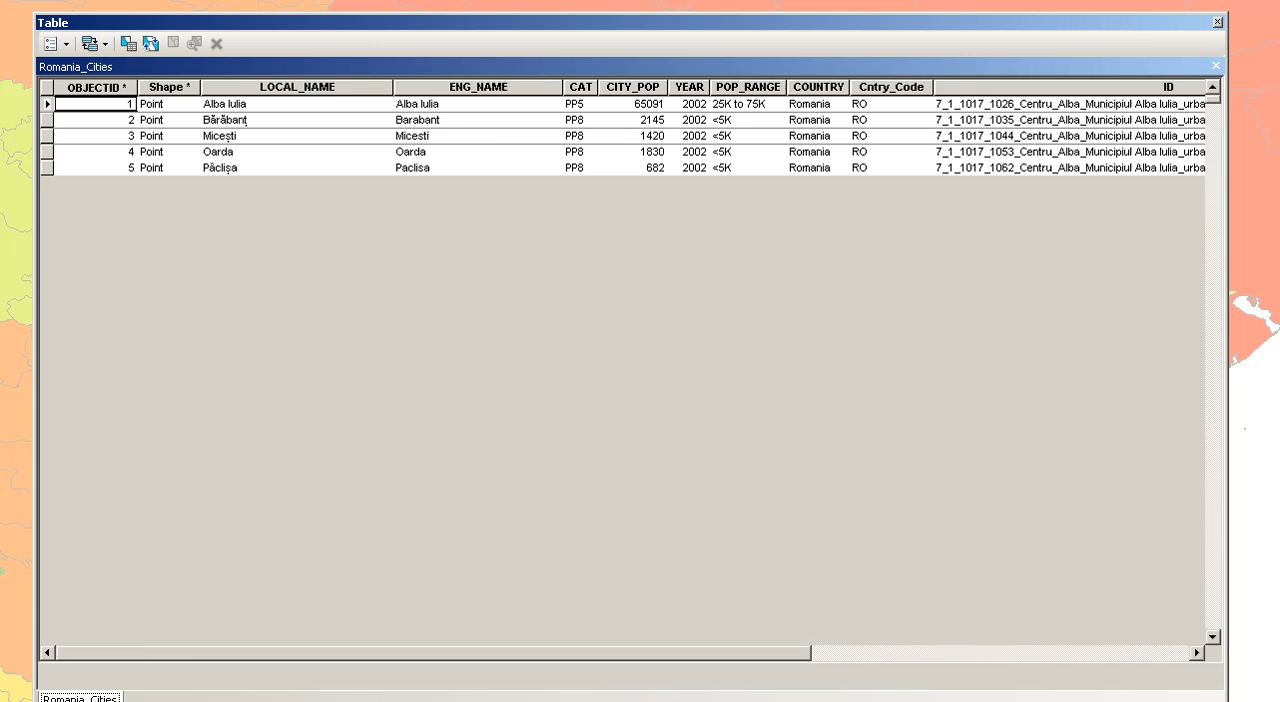 Table
Romania_Cities
OBJECTID * Shape * LOCAL_NAME ENG_NAME CAT CITY_POP YEAR POP_RANGE COUNTRY Cntry_Code ID
1 Point Alba Iulia Alba Iulia PP5 65091 2002 25K to 75K Romania RO 7_1_1017_1026_Centru_Alba_Municipiul Alba Iulia_urba
2 Point Bărăbanț Barabant PP8 2145 2002 <5K Romania RO 7_1_1017_1035_Centru_Alba_Municipiul Alba Iulia_urba
3 Point Micești Micesti PP8 1420 2002 <5K Romania RO 7_1_1017_1044_Centru_Alba_Municipiul Alba Iulia_urba
4 Point Oarda Oarda PP8 1830 2002 <5K Romania RO 7_1_1017_1053_Centru_Alba_Municipiul Alba Iulia_urba
5 Point Pâclișa Paclisa PP8 682 2002 <5K Romania RO 7_1_1017_1062_Centru_Alba_Municipiul Alba Iulia_urba
Romania_Cities